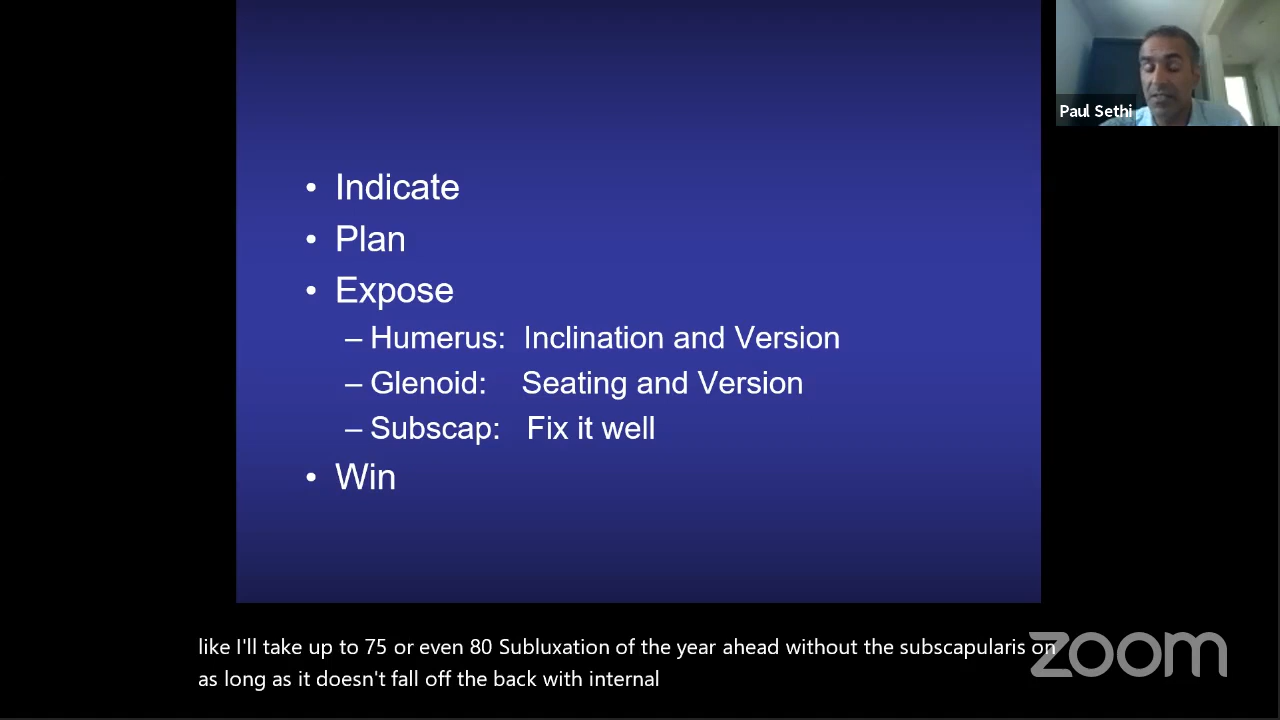 • Indicate
• Plan
• Expose
– Humerus: Inclination and Version
– Glenoid: Seating and Version
– Subscap: Fix it well
• Win
Paul Sethi
like I'll take up to 75 or even 80 Subluxation of the year ahead without the subscapularis on
as long as it doesn't fall off the back with internal
zoom